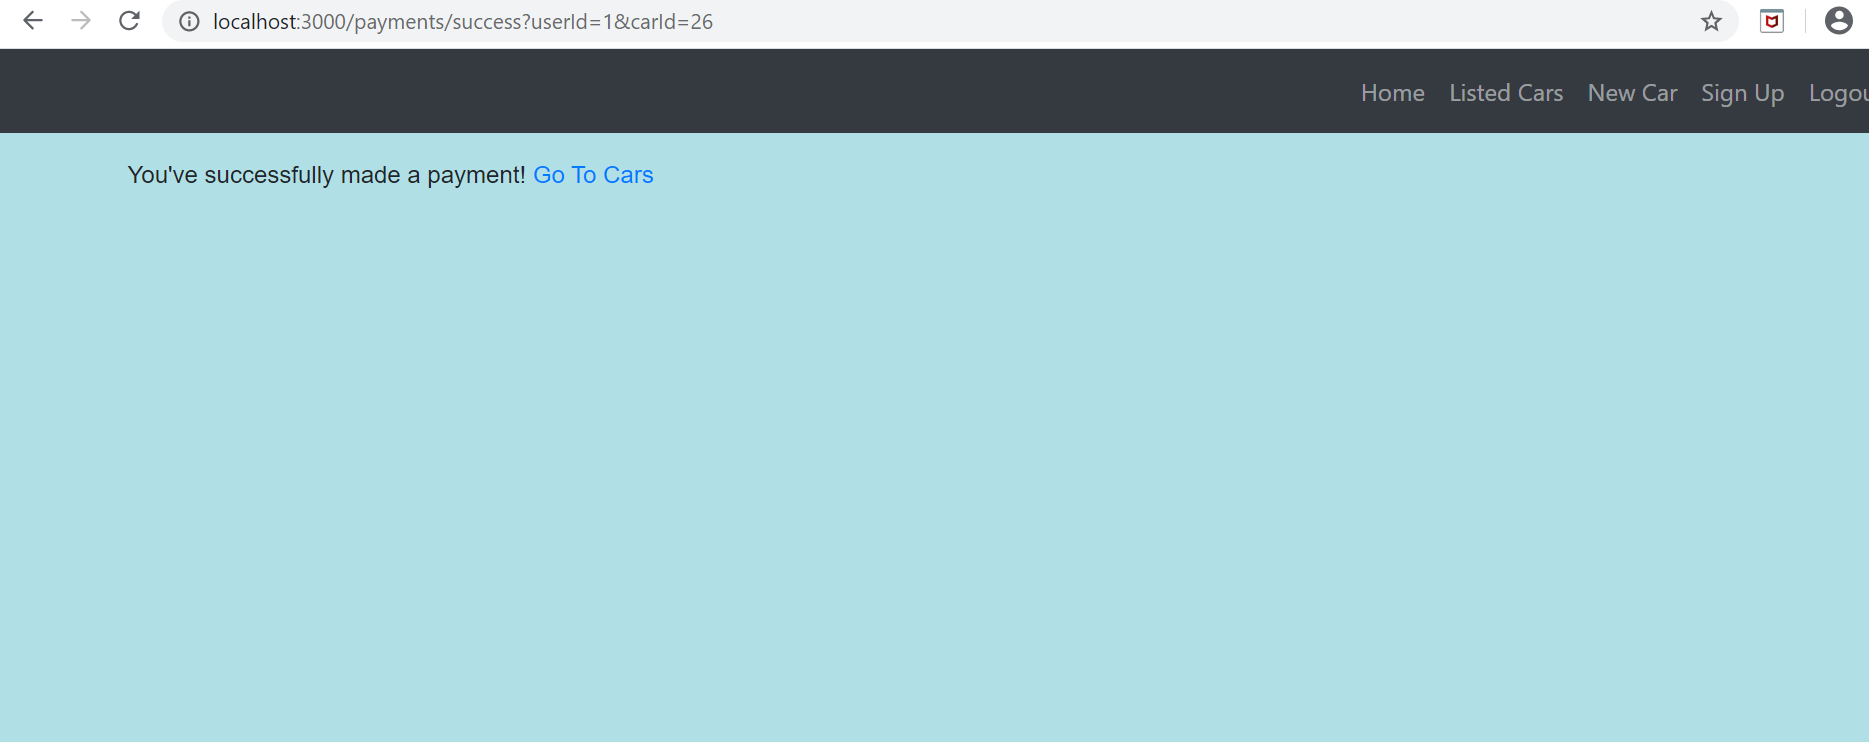 localhost:3000/payments/success?userId=1&carId=26
Home Listed Cars New Car Sign Up Logou
You've successfully made a payment! Go To Cars